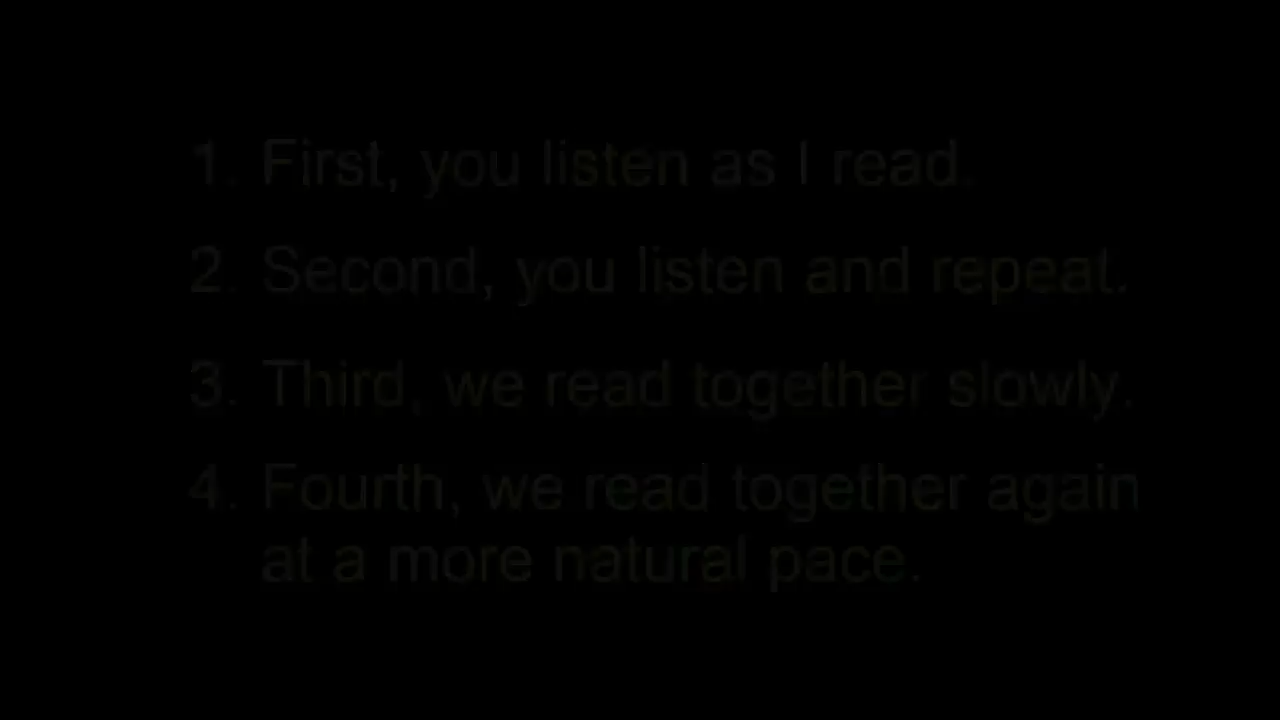 1. First, you listen as I read.
2. Second, you listen and repeat.
3. Third, we read together slowly.
4. Fourth, we read together again
at a more natural pace.